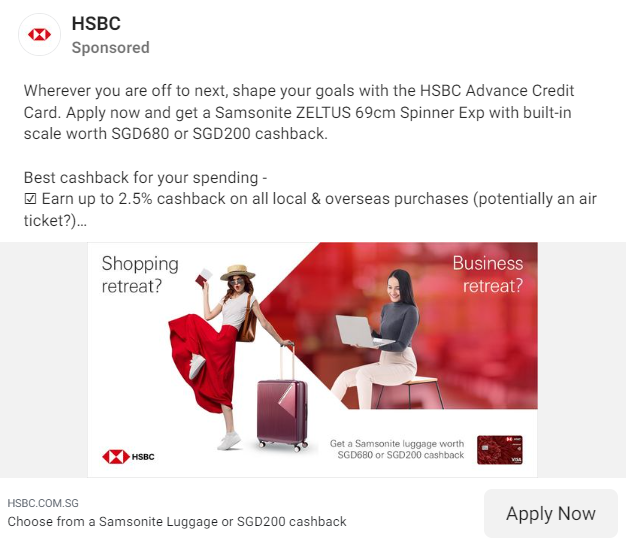 HSBC
Sponsored
Wherever you are off to next, shape your goals with the HSBC Advance Credit
Card. Apply now and get a Samsonite ZELTUS 69cm Spinner Exp with built-in
scale worth SGD680 or SGD200 cashback.
Best cashback for your spending -
☑ Earn up to 2.5% cashback on all local & overseas purchases (potentially an air
ticket?)...
Shopping
retreat?
Business
retreat?
HSBC
Get a Samsonite luggage worth
SGD680 or SGD200 cashback
VISA
HSBC.COM.SG
Choose from a Samsonite Luggage or SGD200 cashback
Apply Now